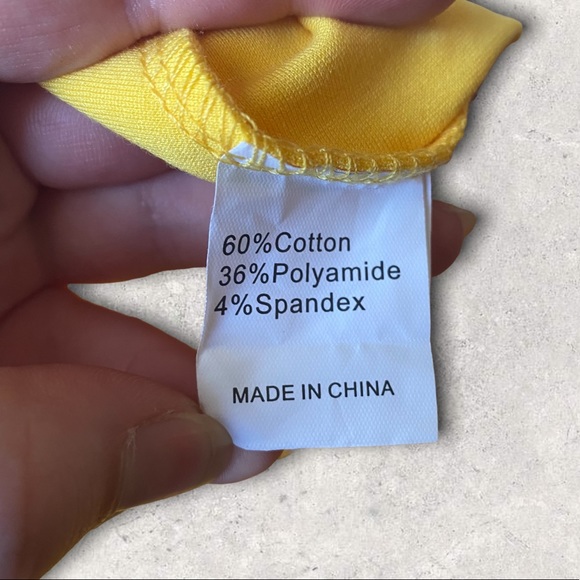 60%Cotton
36%Polyamide
4%Spandex
MADE IN CHINA